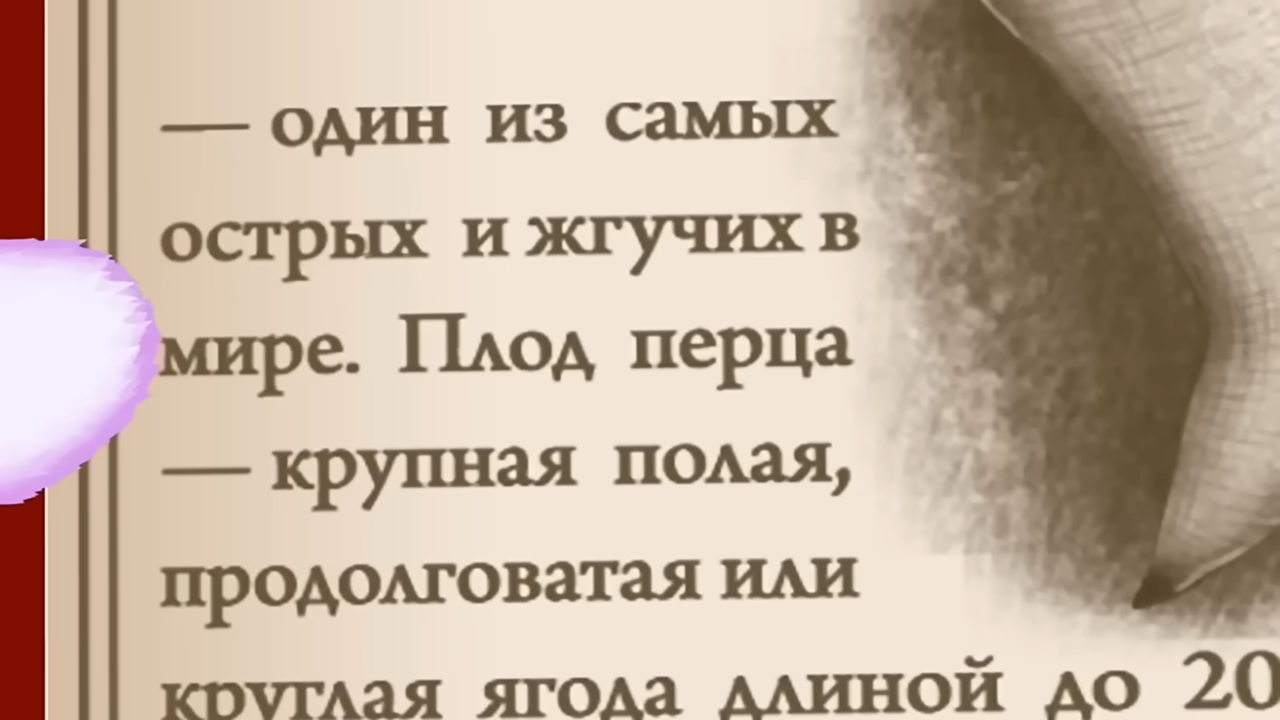 — один из самых
острых и жгучих в
мире. Плод перца
— крупная полая,
продолговатая или
круглая ягода длиной до 20